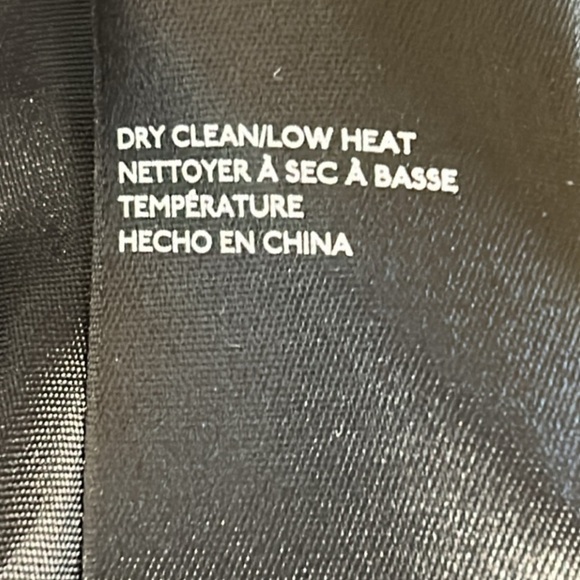 DRY CLEAN/LOW HEAT
NETTOYER À SEC À BASSE
TEMPÉRATURE
HECHO EN CHINA